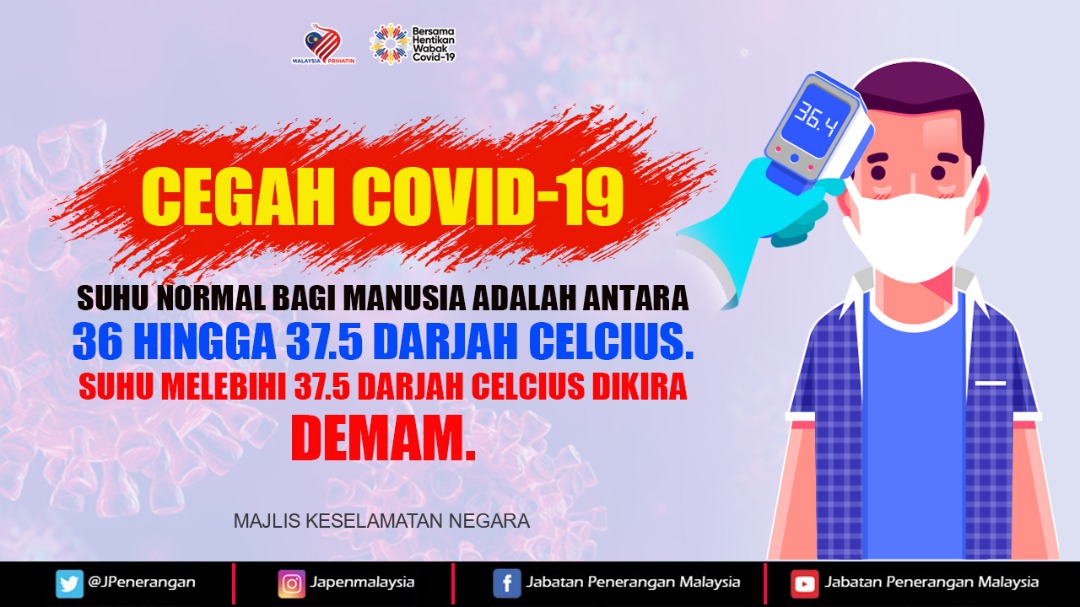 MALAYSIA PRIHATIN
Bersama
Hentikan
Wabak
Covid-19
36.4
CEGAH COVID-19
SUHU NORMAL BAGI MANUSIA ADALAH ANTARA
36 HINGGA 37.5 DARJAH CELCIUS.
SUHU MELEBIHI 37.5 DARJAH CELCIUS DIKIRA
DEMAM.
MAJLIS KESELAMATAN NEGARA
@JPenerangan
Japenmalaysia
Jabatan Penerangan Malaysia
Jabatan Penerangan Malaysia